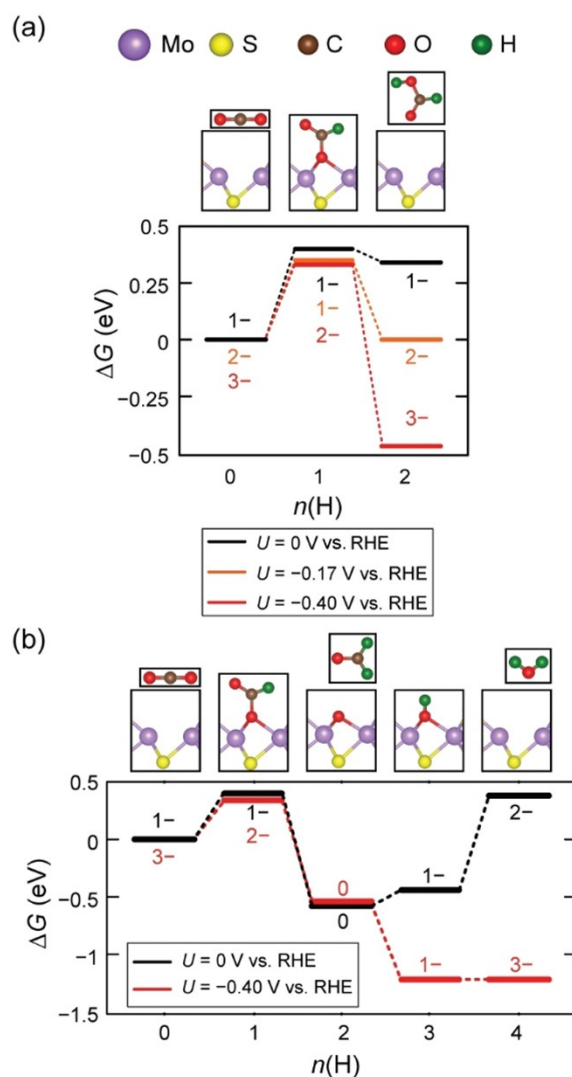 (a)
Mo S C O H
0.5
0.25
0
−0.25
−0.5
ΔG (eV)
1−
2−
3−
1−
1−
2−
1−
2−
3−
0 1 2
n(H)
U = 0 V vs. RHE
U = −0.17 V vs. RHE
U = −0.40 V vs. RHE
(b)
0.5
0
−0.5
−1
−1.5
ΔG (eV)
1−
3−
1−
2−
0
0
1−
1−
2−
3−
U = 0 V vs. RHE
U = −0.40 V vs. RHE
0 1 2 3 4
n(H)